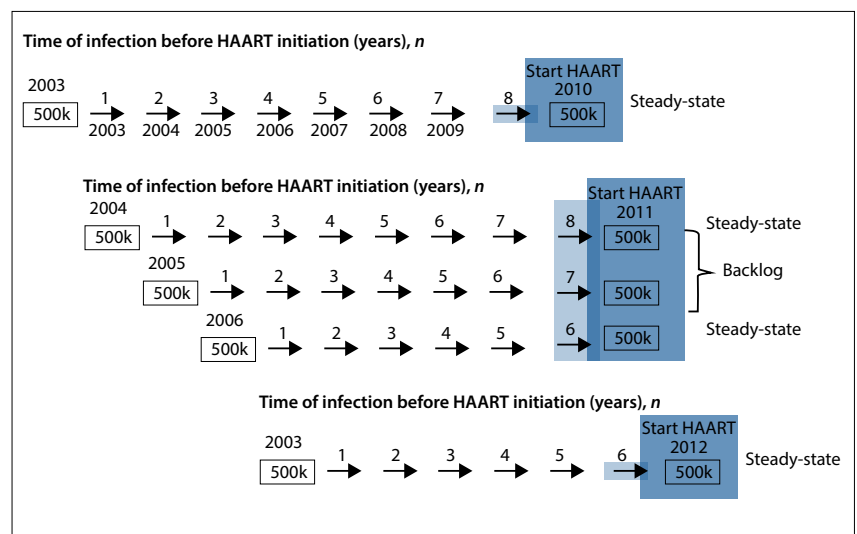 Time of infection before HAART initiation (years), n
Start HAART
2010
2003
1 2 3 4 5 6 7 8
500k 500k Steady-state
2003 2004 2005 2006 2007 2008 2009
Time of infection before HAART initiation (years), n
Start HAART
2011
2004
1 2 3 4 5 6 7 8 Steady-state
500k 500k
2005
Backlog
1 2 3 4 5 6 7
500k 500k
2006
1 2 3 4 5 6 Steady-state
500k 500k
Time of infection before HAART initiation (years), n
Start HAART
2012
2003
1 2 3 4 5 6 Steady-state
500k 500k